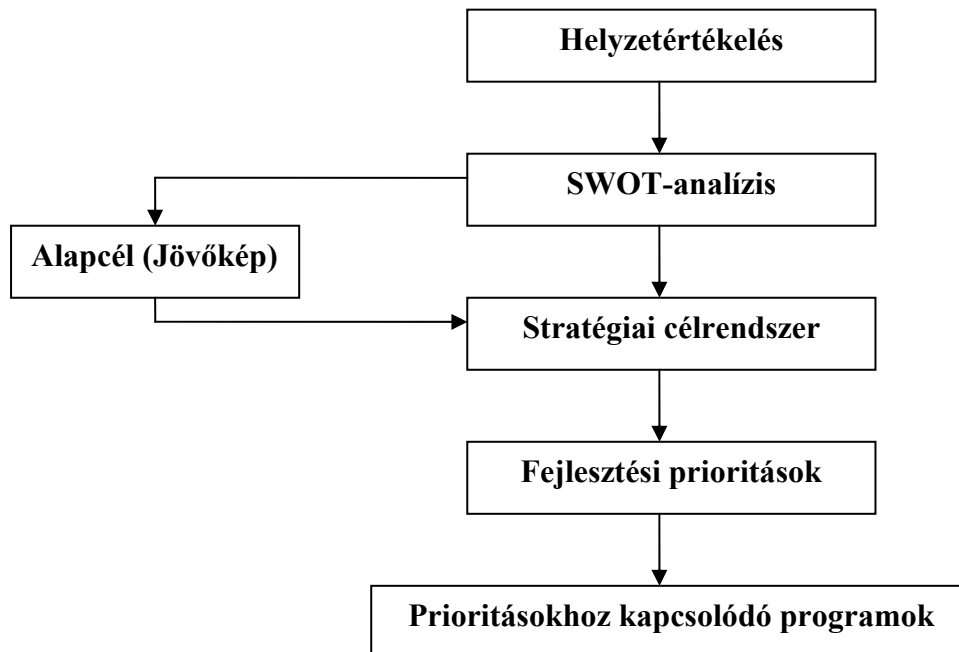 Helyzetértékelés
SWOT-analízis
Alapcél (Jövőkép)
Stratégiai célrendszer
Fejlesztési prioritások
Prioritásokhoz kapcsolódó programok